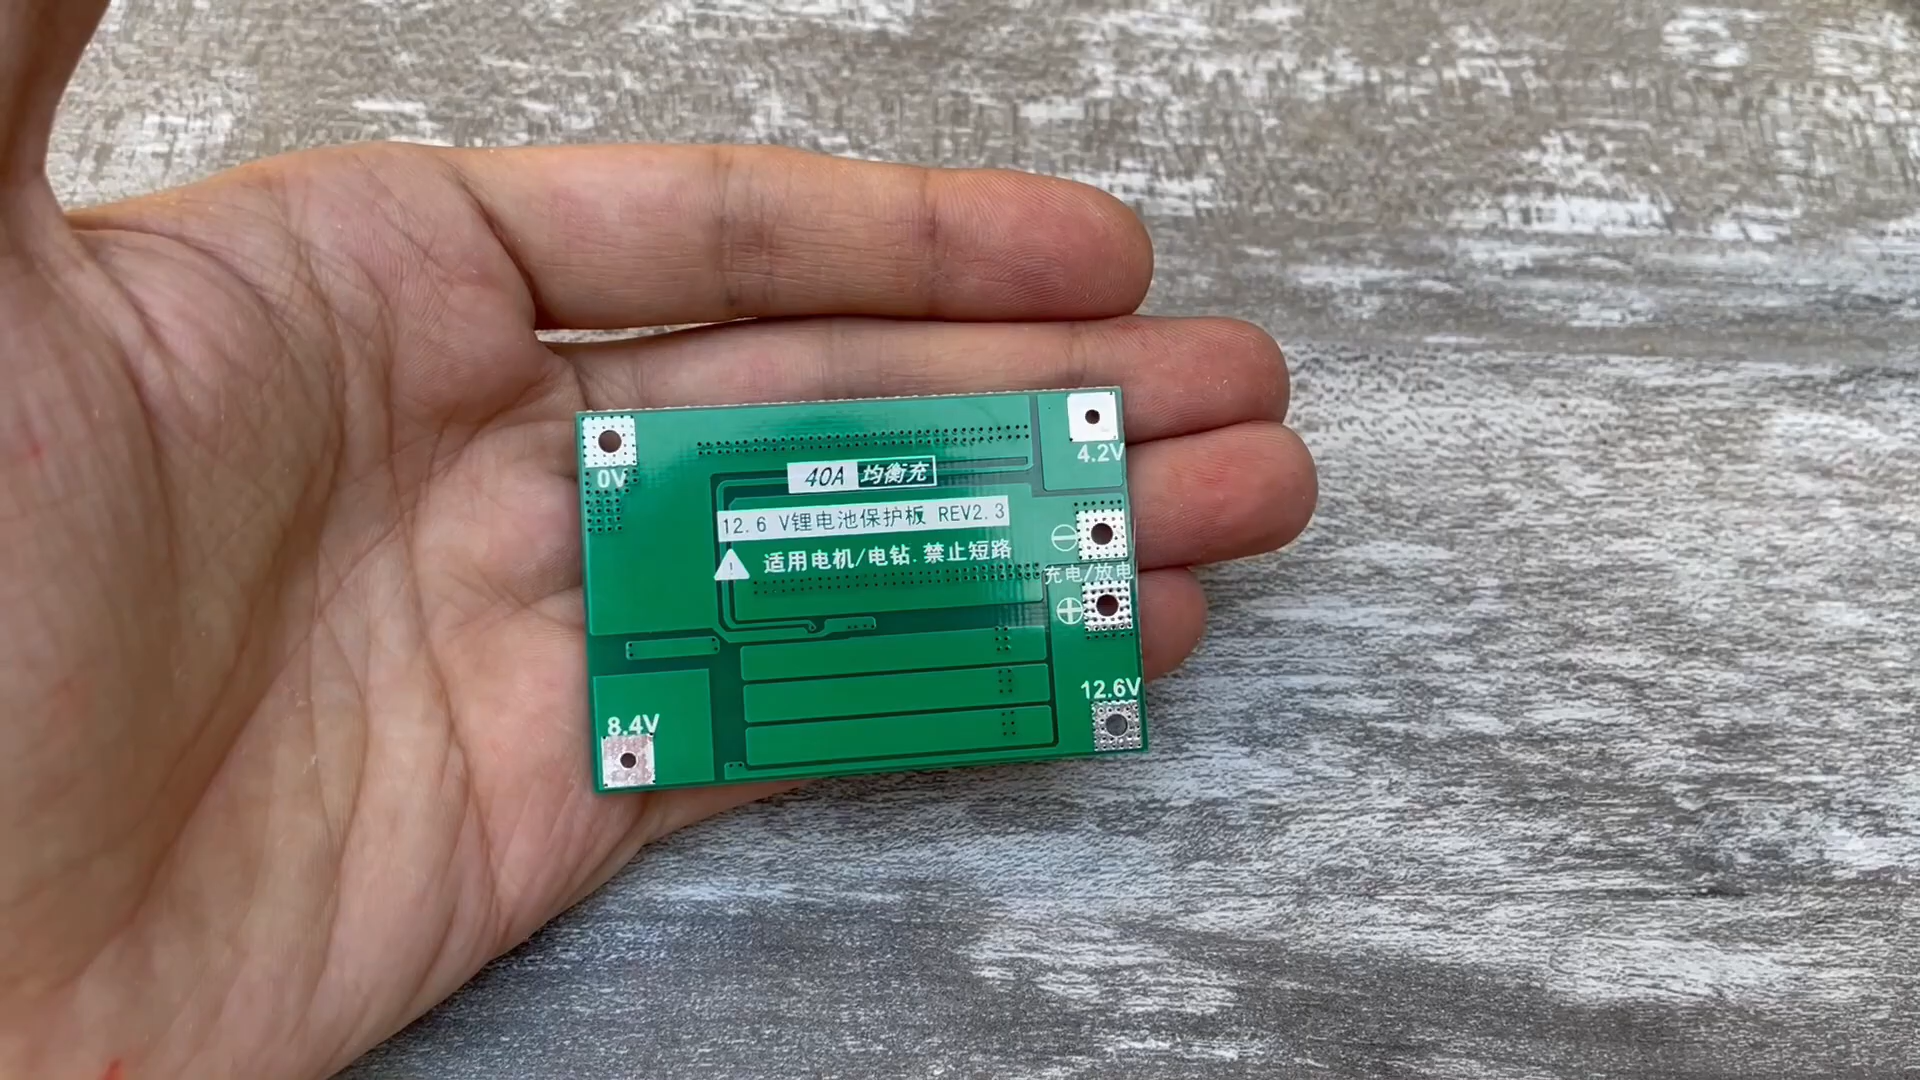 4.2V
0V
40A 均衡充
12.6 V锂电池保护板 REV2.3
! 适用电机/电钻.禁止短路
⊖
充电/放电
⊕
12.6V
8.4V